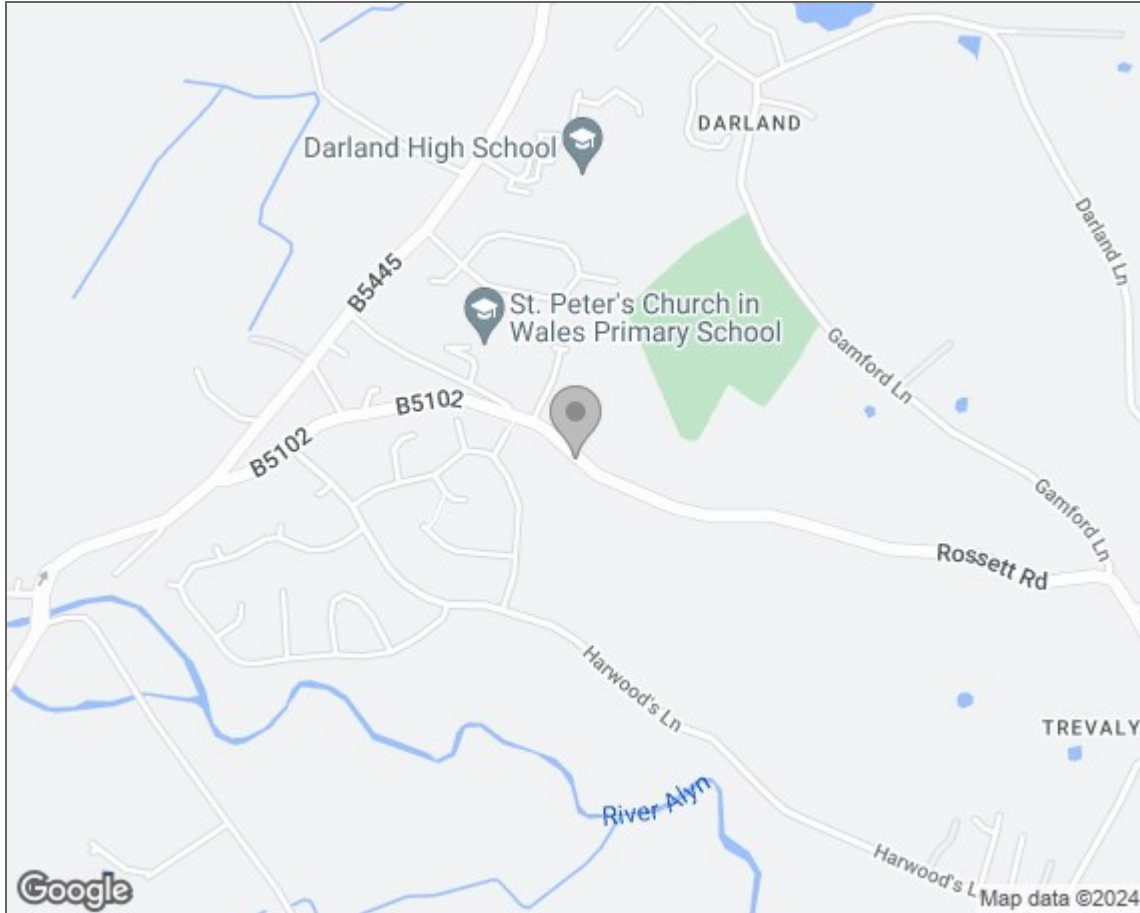 DARLAND
Darland High School
Darland Ln
B5445
St. Peter's Church in
Wales Primary School
Gamford Ln
B5102
B5102
Gamford Ln
Rossett Rd
Harwood's Ln
TREVALY
River Alyn
Harwood's L
Google
Map data ©2024